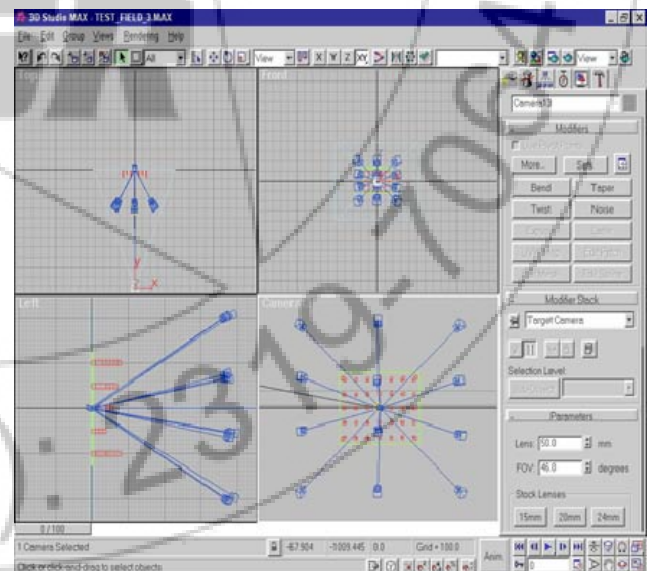 3D Studio MAX - TEST_FIELD_3.MAX
File Edit Group Views Rendering Help
All View X Y Z XY View
Top
Front
Left
Camera
Camera13
Modifiers
More... Sets
Bend Taper
Twist Noise
Modifier Stack
Target Camera
Selection Level:
Parameters
Lens: 50.0 mm
FOV: 46.0 degrees
Stock Lenses
15mm 20mm 24mm
0 / 100
1 Camera Selected
-67.904 -1009.445 0.0 Grid = 100.0
Click or click-and-drag to select objects
Anim
0
y
x
): 2319-7064